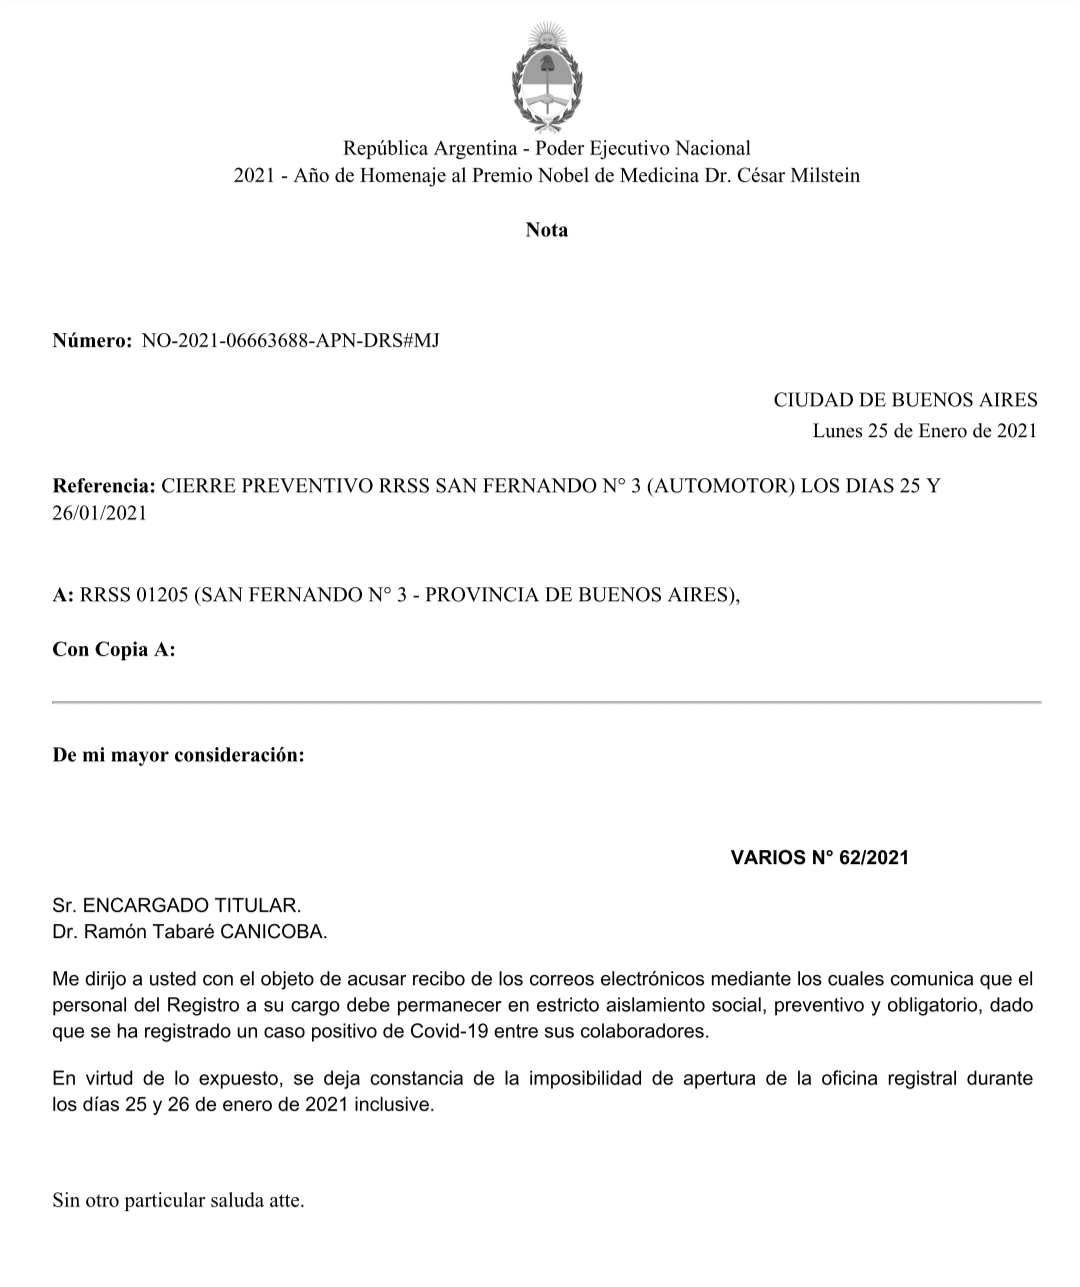 República Argentina - Poder Ejecutivo Nacional
2021 - Año de Homenaje al Premio Nobel de Medicina Dr. César Milstein
Nota
Número: NO-2021-06663688-APN-DRS#MJ
CIUDAD DE BUENOS AIRES
Lunes 25 de Enero de 2021
Referencia: CIERRE PREVENTIVO RRSS SAN FERNANDO N° 3 (AUTOMOTOR) LOS DIAS 25 Y
26/01/2021
A: RRSS 01205 (SAN FERNANDO N° 3 - PROVINCIA DE BUENOS AIRES),
Con Copia A:
De mi mayor consideración:
VARIOS N° 62/2021
Sr. ENCARGADO TITULAR.
Dr. Ramón Tabaré CANICOBA.
Me dirijo a usted con el objeto de acusar recibo de los correos electrónicos mediante los cuales comunica que el
personal del Registro a su cargo debe permanecer en estricto aislamiento social, preventivo y obligatorio, dado
que se ha registrado un caso positivo de Covid-19 entre sus colaboradores.
En virtud de lo expuesto, se deja constancia de la imposibilidad de apertura de la oficina registral durante
los días 25 y 26 de enero de 2021 inclusive.
Sin otro particular saluda atte.